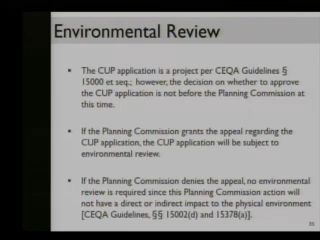 Environmental Review
▪ The CUP application is a project per CEQA Guidelines §
15000 et seq.; however, the decision on whether to approve
the CUP application is not before the Planning Commission at
this time.
▪ If the Planning Commission grants the appeal regarding the
CUP application, the CUP application will be subject to
environmental review.
▪ If the Planning Commission denies the appeal, no environmental
review is required since this Planning Commission action will
not have a direct or indirect impact to the physical environment
[CEQA Guidelines, §§ 15002(d) and 15378(a)].